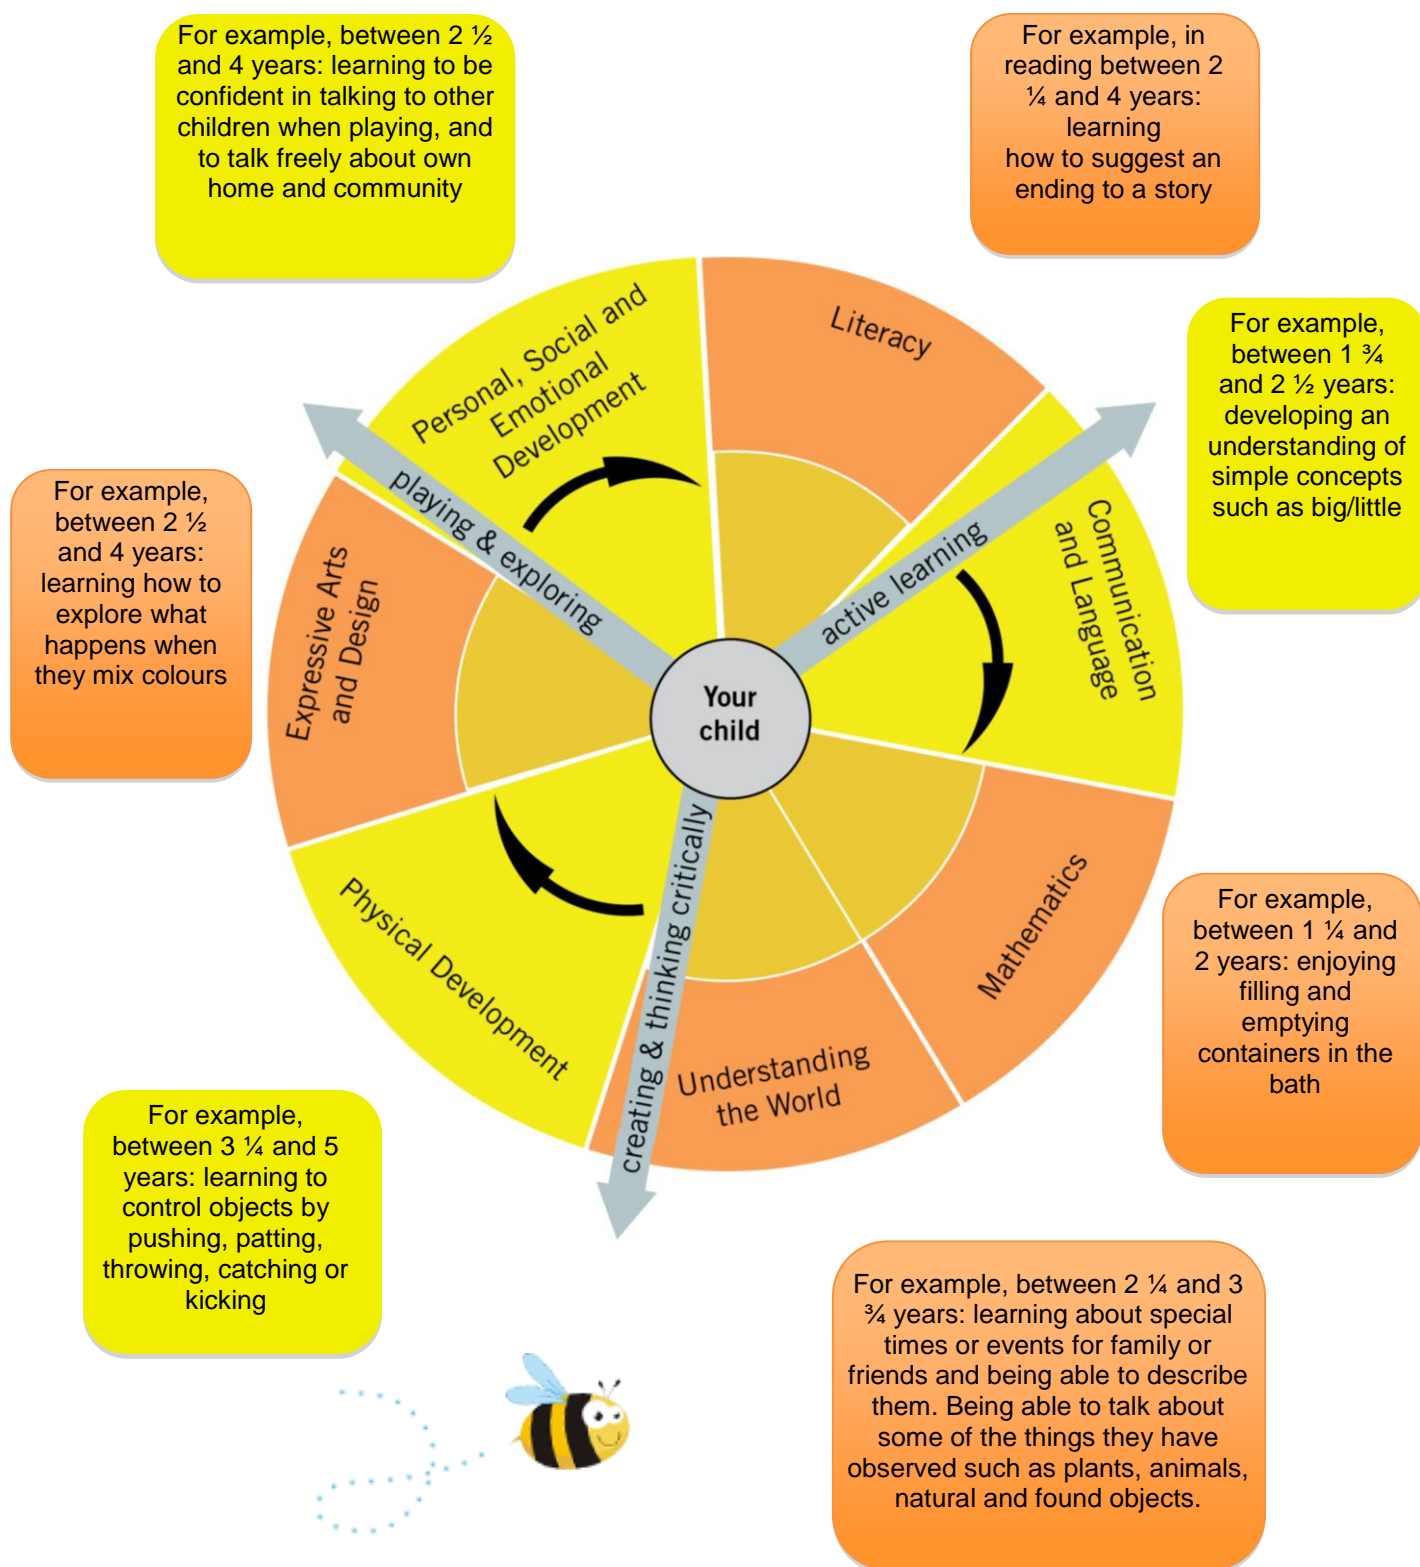 For example, between 2 ½
and 4 years: learning to be
confident in talking to other
children when playing, and
to talk freely about own
home and community
For example, in
reading between 2
¼ and 4 years:
learning
how to suggest an
ending to a story
For example,
between 1 ¾
and 2 ½ years:
developing an
understanding of
simple concepts
such as big/little
For example,
between 2 ½
and 4 years:
learning how to
explore what
happens when
they mix colours
Personal, Social and
Emotional
Development
Literacy
Communication
and Language
Expressive Arts
and Design
playing & exploring
active learning
Your
child
creating & thinking critically
Physical Development
Mathematics
Understanding
the World
For example,
between 1 ¼ and
2 years: enjoying
filling and
emptying
containers in the
bath
For example,
between 3 ¼ and 5
years: learning to
control objects by
pushing, patting,
throwing, catching or
kicking
For example, between 2 ¼ and 3
¾ years: learning about special
times or events for family or
friends and being able to describe
them. Being able to talk about
some of the things they have
observed such as plants, animals,
natural and found objects.